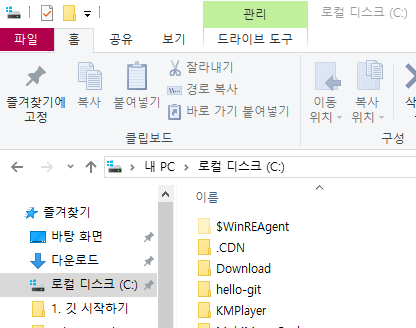 관리
로컬 디스크 (C:)
파일
홈
공유
보기
드라이브 도구
즐겨찾기에
고정
복사
붙여넣기
잘라내기
경로 복사
바로 가기 붙여넣기
이동
위치
복사
위치
클립보드
구성
내 PC > 로컬 디스크 (C:)
이름
즐겨찾기
바탕 화면
다운로드
로컬 디스크 (C:)
1. 깃 시작하기
$WinREAgent
.CDN
Download
hello-git
KMPlayer